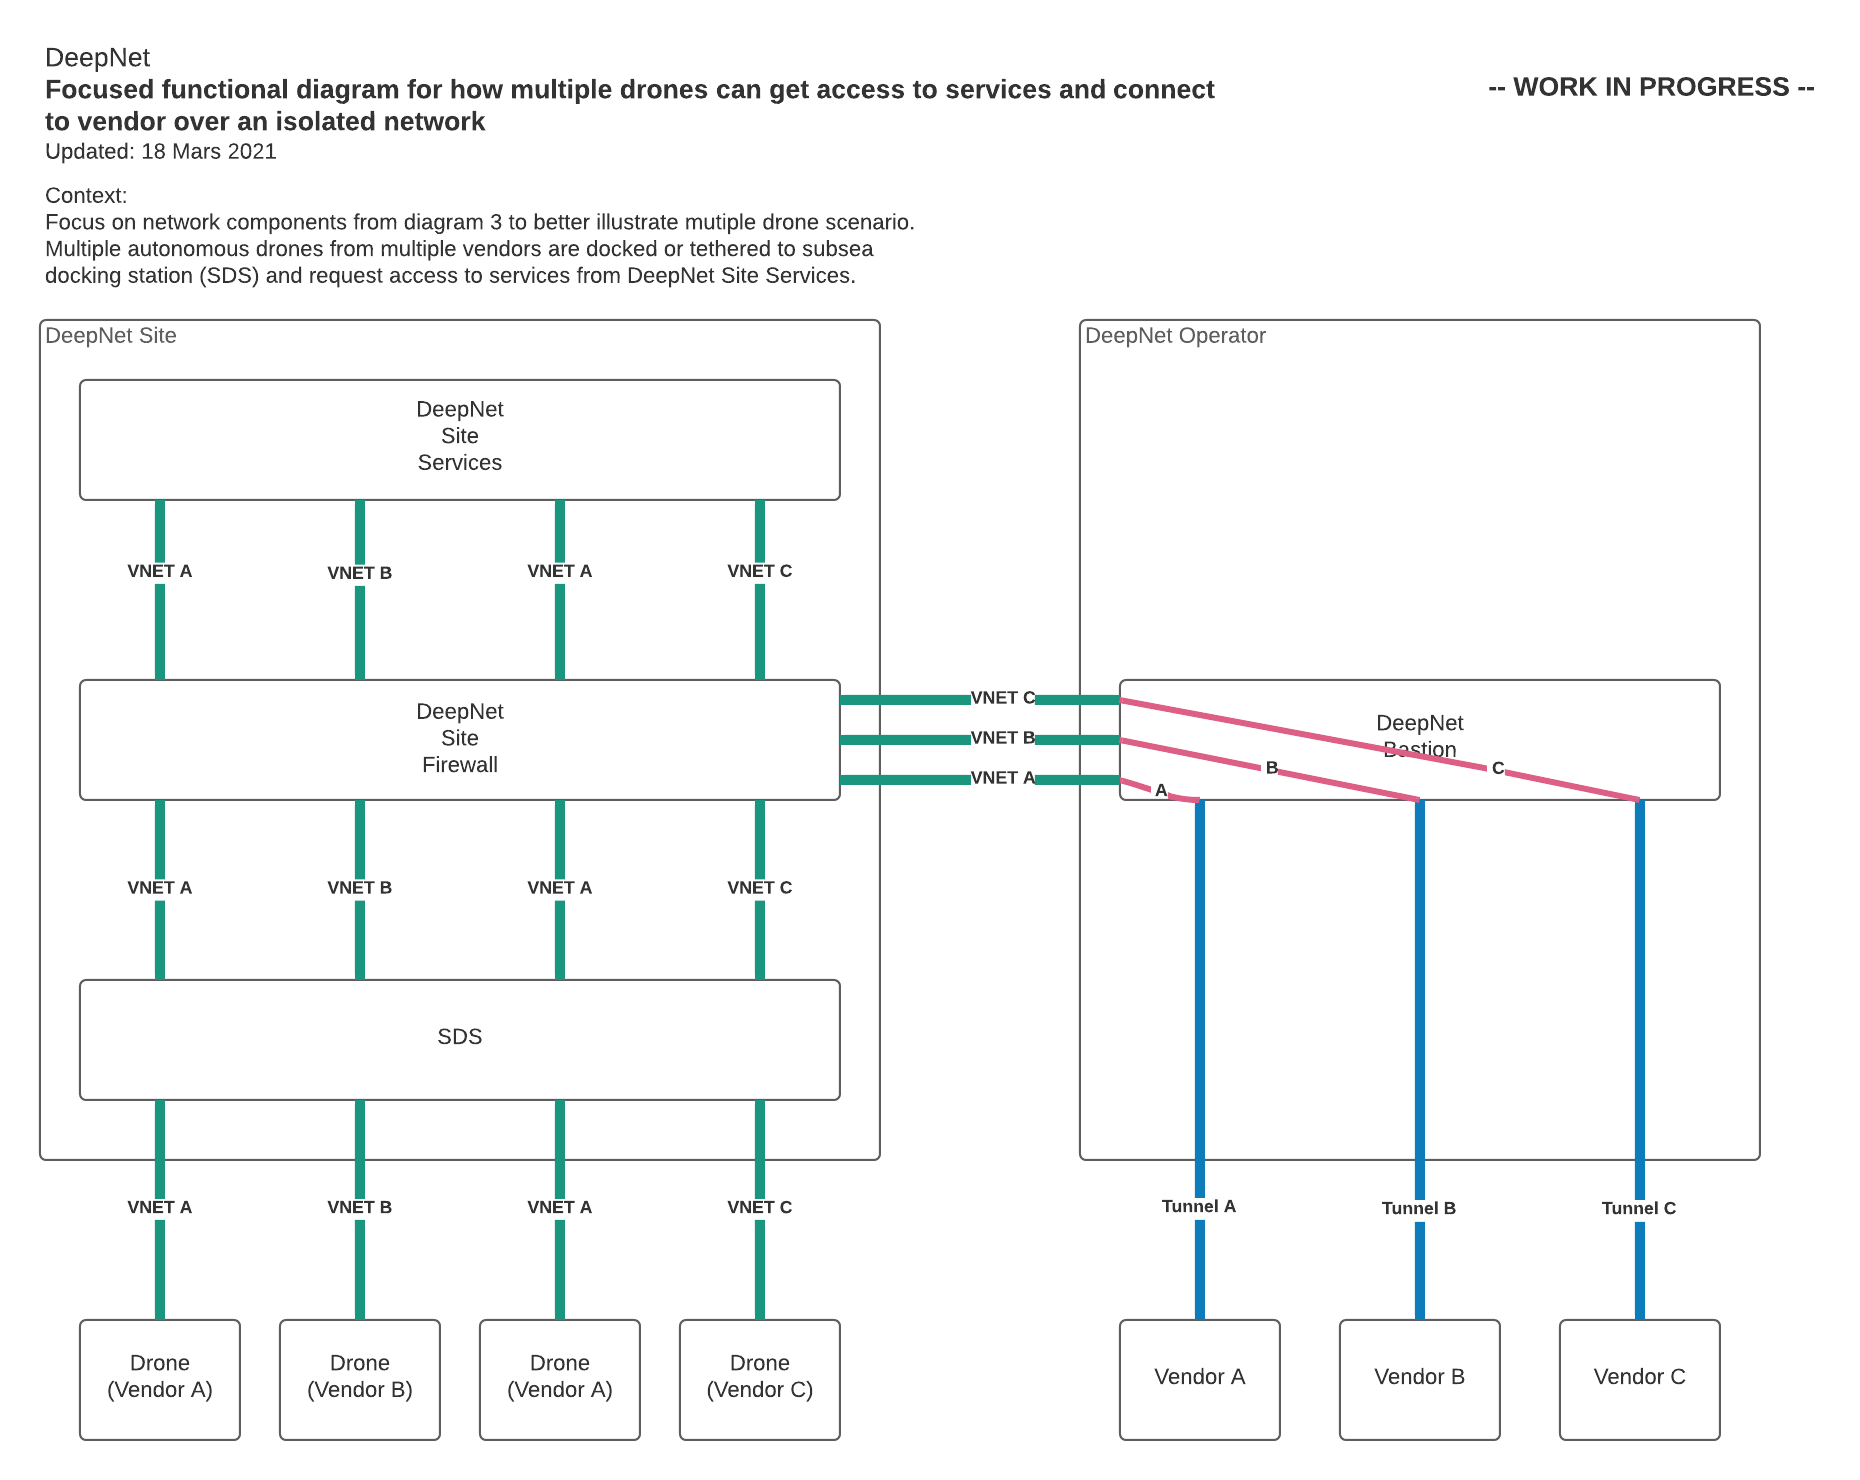 DeepNet
Focused functional diagram for how multiple drones can get access to services and connect
to vendor over an isolated network
-- WORK IN PROGRESS --
Updated: 18 Mars 2021
Context:
Focus on network components from diagram 3 to better illustrate mutiple drone scenario.
Multiple autonomous drones from multiple vendors are docked or tethered to subsea
docking station (SDS) and request access to services from DeepNet Site Services.
DeepNet Site
DeepNet
Site
Services
VNET A
VNET B
VNET A
VNET C
DeepNet
Site
Firewall
VNET A
VNET B
VNET A
VNET C
SDS
VNET A
VNET B
VNET A
VNET C
Drone
(Vendor A)
Drone
(Vendor B)
Drone
(Vendor A)
Drone
(Vendor C)
VNET C
VNET B
VNET A
DeepNet Operator
DeepNet
Bastion
A
B
C
Tunnel A
Tunnel B
Tunnel C
Vendor A
Vendor B
Vendor C